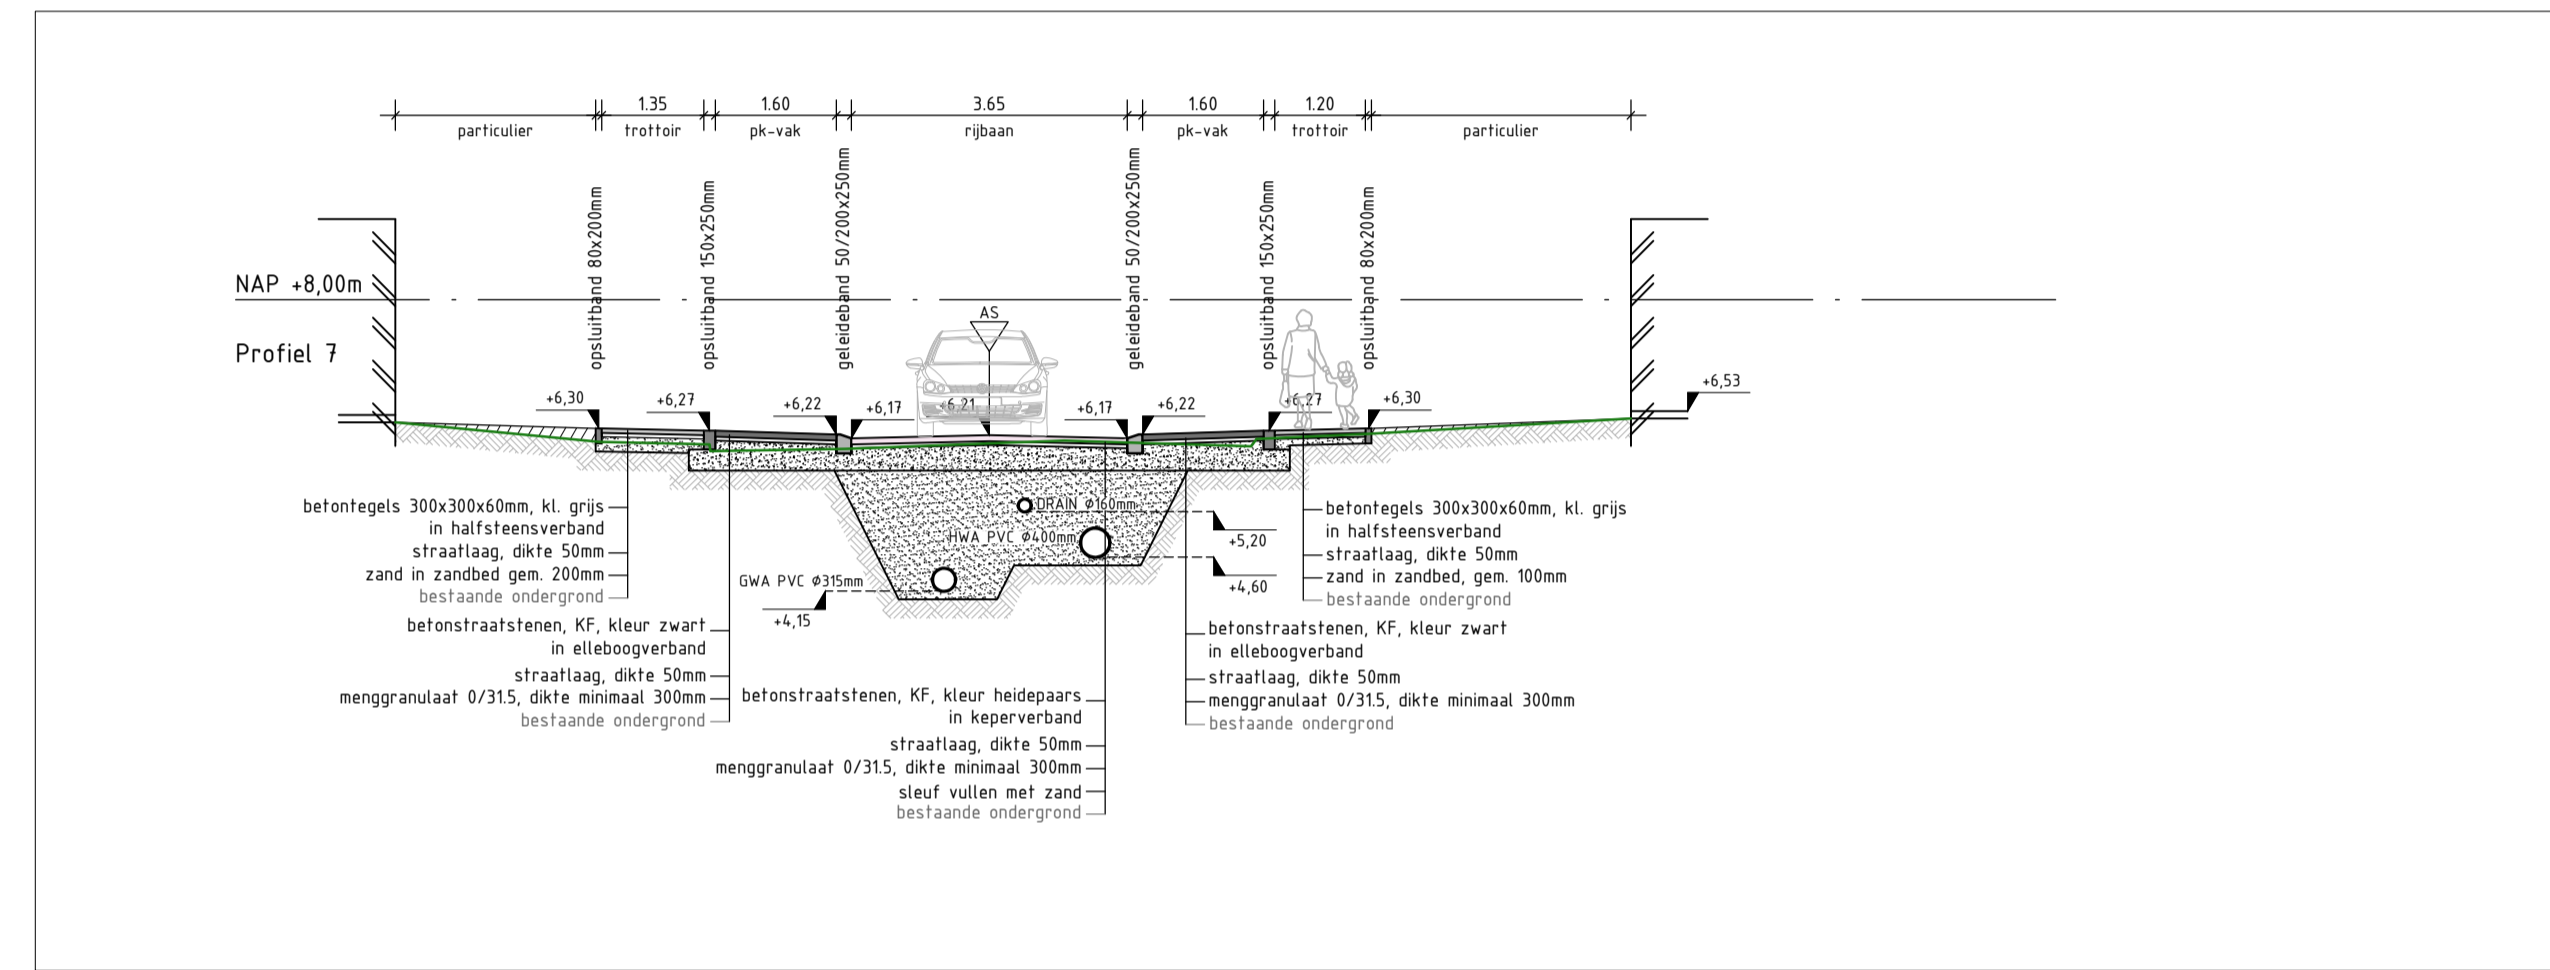 1.35
1.60
3.65
1.60
1.20
particulier
trottoir
pk-vak
rijbaan
pk-vak
trottoir
particulier
opsluitband 80x200mm
opsluitband 150x250mm
geleideband 50/200x250mm
geleideband 50/200x250mm
opsluitband 150x250mm
opsluitband 80x200mm
NAP +8,00m
Profiel 7
AS
+6,30
+6,27
+6,22
+6,17
+6,21
+6,17
+6,22
+6,27
+6,30
+6,53
DRAIN Ø160mm
HWA PVC Ø400mm
GWA PVC Ø315mm
+5,20
+4,60
+4,15
betontegels 300x300x60mm, kl. grijs
in halfsteensverband
straatlaag, dikte 50mm
zand in zandbed gem. 200mm
bestaande ondergrond
betonstraatstenen, KF, kleur zwart
in elleboogverband
straatlaag, dikte 50mm
menggranulaat 0/31.5, dikte minimaal 300mm
bestaande ondergrond
betonstraatstenen, KF, kleur heidepaars
in keperverband
straatlaag, dikte 50mm
menggranulaat 0/31.5, dikte minimaal 300mm
sleuf vullen met zand
bestaande ondergrond
betontegels 300x300x60mm, kl. grijs
in halfsteensverband
straatlaag, dikte 50mm
zand in zandbed, gem. 100mm
bestaande ondergrond
betonstraatstenen, KF, kleur zwart
in elleboogverband
straatlaag, dikte 50mm
menggranulaat 0/31.5, dikte minimaal 300mm
bestaande ondergrond